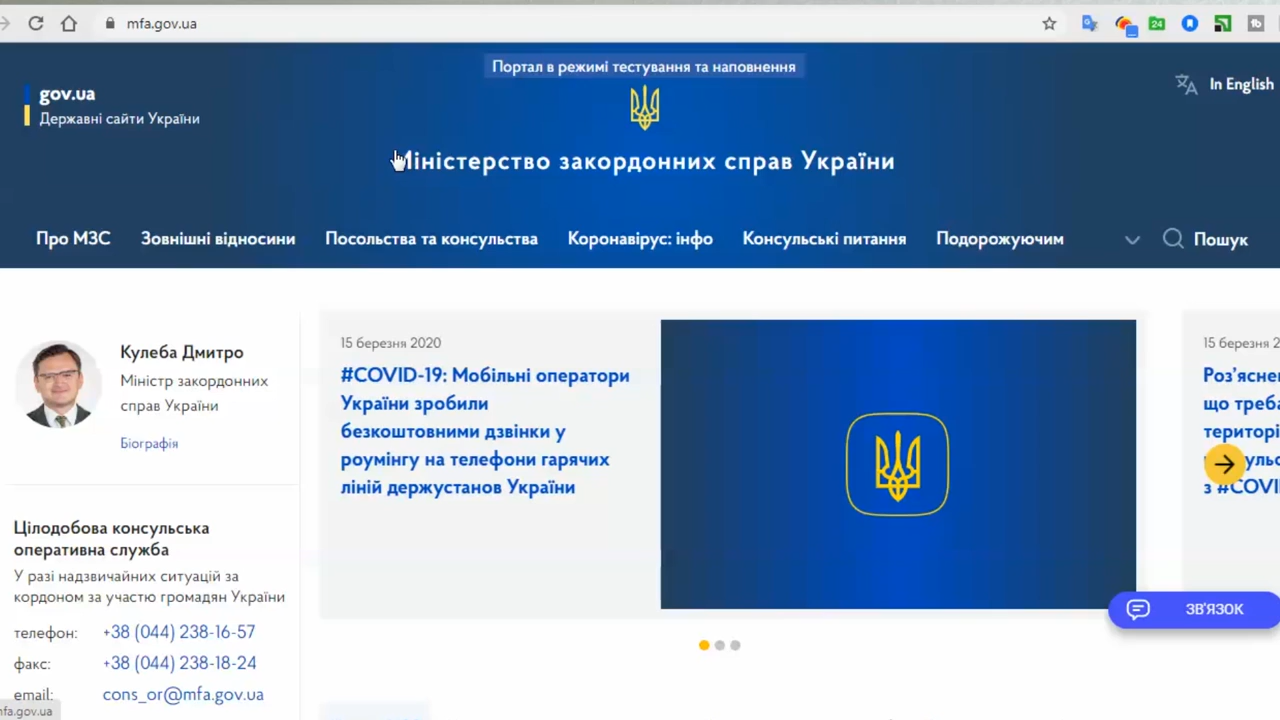 mfa.gov.ua
24
Портал в режимі тестування та наповнення
gov.ua
Державні сайти України
In English
Міністерство закордонних справ України
Про МЗС
Зовнішні відносини
Посольства та консульства
Коронавірус: інфо
Консульські питання
Подорожуючим
Пошук
Кулеба Дмитро
Міністр закордонних
справ України
Біографія
15 березня 2020
#COVID-19: Мобільні оператори
України зробили
безкоштовними дзвінки у
роумінгу на телефони гарячих
ліній держустанов України
15 березня 2
Роз’ясне
що треба
територі
з #COVI
Цілодобова консульська
оперативна служба
У разі надзвичайних ситуацій за
кордоном за участю громадян України
телефон: +38 (044) 238-16-57
факс: +38 (044) 238-18-24
email: cons_or@mfa.gov.ua
ЗВ'ЯЗОК
mfa.gov.ua